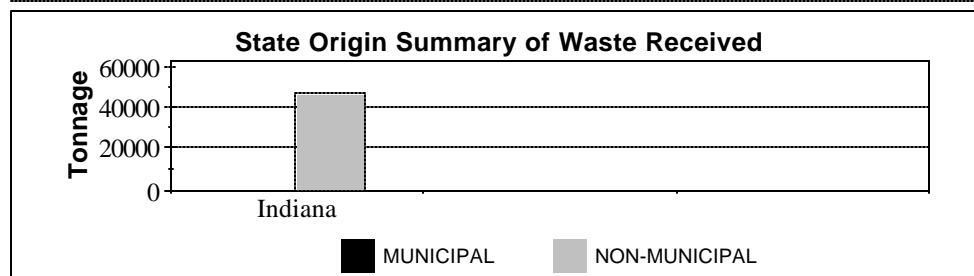 State Origin Summary of Waste Received
Tonnage
60000
40000
20000
0
Indiana
MUNICIPAL NON-MUNICIPAL